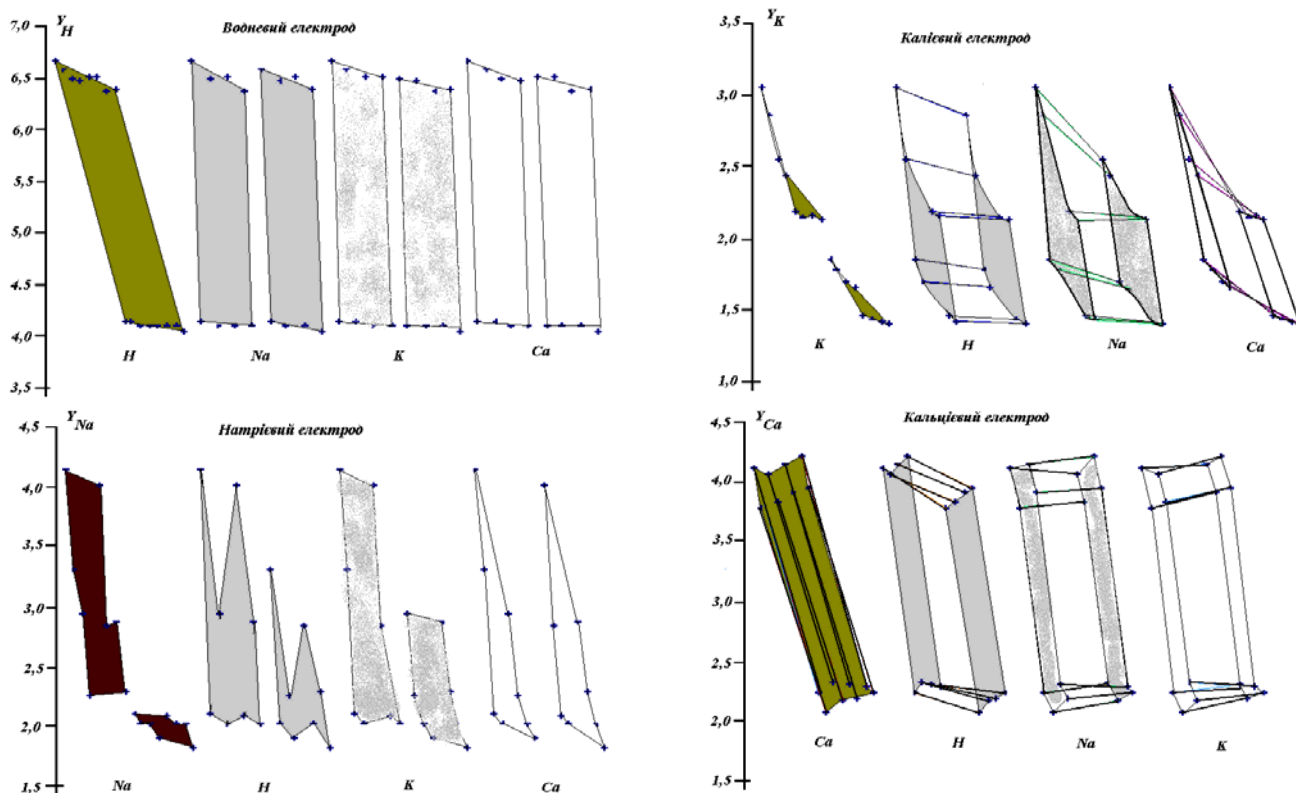 Y H
Водневий електрод
7,0
6,5
6,0
5,5
5,0
4,5
4,0
3,5
H Na K Ca
Y K
Калієвий електрод
3,5
3,0
2,5
2,0
1,5
1,0
K H Na Ca
Y Na
Натрієвий електрод
4,5
4,0
3,5
3,0
2,5
2,0
1,5
Na H K Ca
Y Ca
Кальцієвий електрод
4,5
4,0
3,5
3,0
2,5
2,0
1,5
Ca H Na K